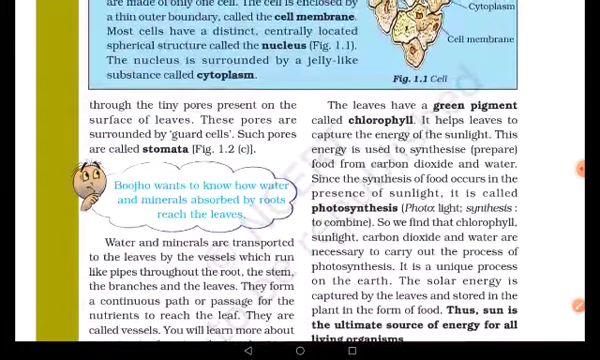 are made of only one cell. The cell is enclosed by
a thin outer boundary, called the cell membrane.
Most cells have a distinct, centrally located
spherical structure called the nucleus (Fig. 1.1).
The nucleus is surrounded by a jelly-like
substance called cytoplasm.
Cytoplasm
Cell membrane
Fig. 1.1 Cell
through the tiny pores present on the
surface of leaves. These pores are
surrounded by 'guard cells'. Such pores
are called stomata [Fig. 1.2 (c)].
Boojho wants to know how water
and minerals absorbed by roots
reach the leaves.
Water and minerals are transported
to the leaves by the vessels which run
like pipes throughout the root, the stem,
the branches and the leaves. They form
a continuous path or passage for the
nutrients to reach the leaf. They are
called vessels. You will learn more about
The leaves have a green pigment
called chlorophyll. It helps leaves to
capture the energy of the sunlight. This
energy is used to synthesise (prepare)
food from carbon dioxide and water.
Since the synthesis of food occurs in the
presence of sunlight, it is called
photosynthesis (Photo: light; synthesis :
to combine). So we find that chlorophyll,
sunlight, carbon dioxide and water are
necessary to carry out the process of
photosynthesis. It is a unique process
on the earth. The solar energy is
captured by the leaves and stored in the
plant in the form of food. Thus, sun is
the ultimate source of energy for all
living organisms